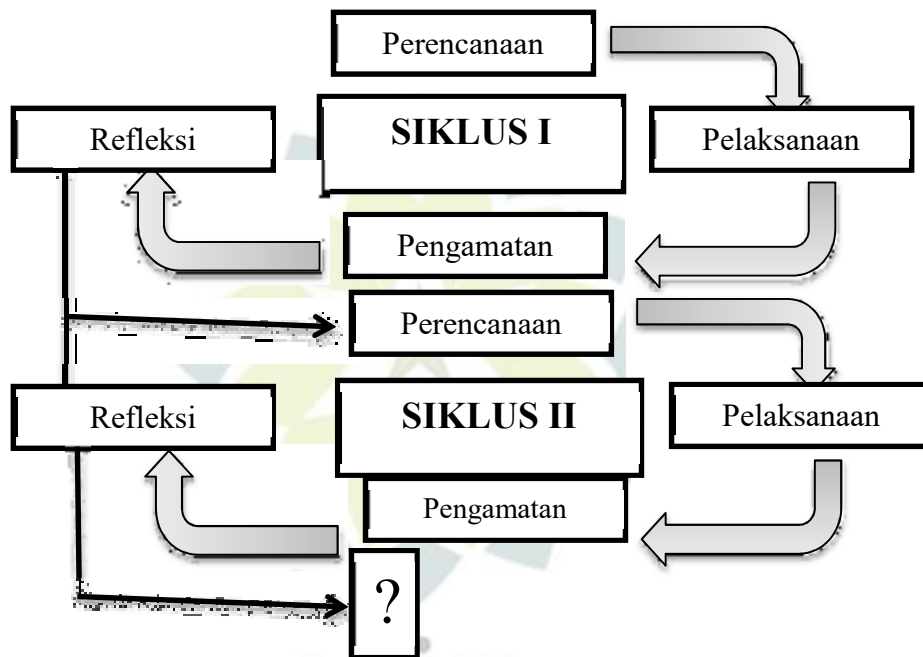 Perencanaan
Refleksi
SIKLUS I
Pelaksanaan
Pengamatan
Perencanaan
Refleksi
SIKLUS II
Pelaksanaan
Pengamatan
?